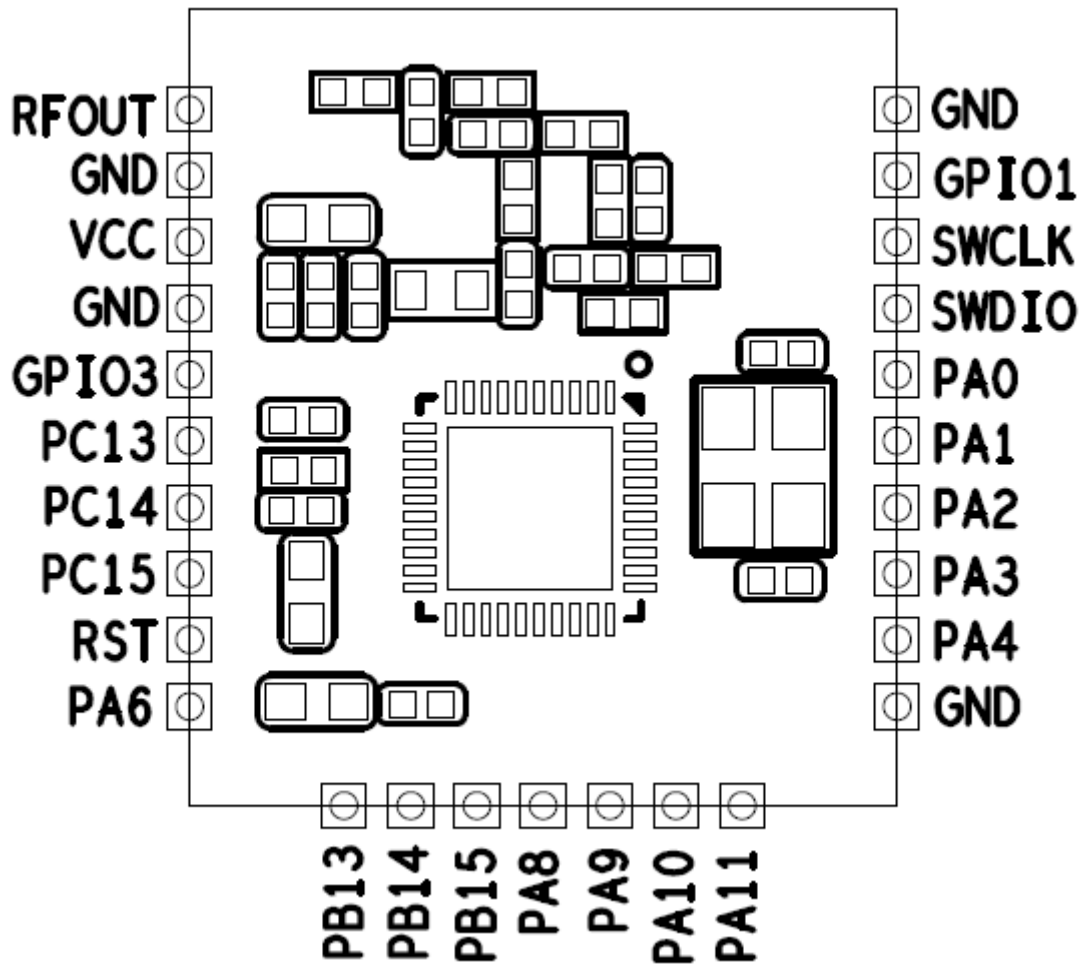 RFOUT
GND
VCC
GND
GPIO3
PC13
PC14
PC15
RST
PA6
GND
GPIO1
SWCLK
SWDIO
PA0
PA1
PA2
PA3
PA4
GND
PB13
PB14
PB15
PA8
PA9
PA10
PA11